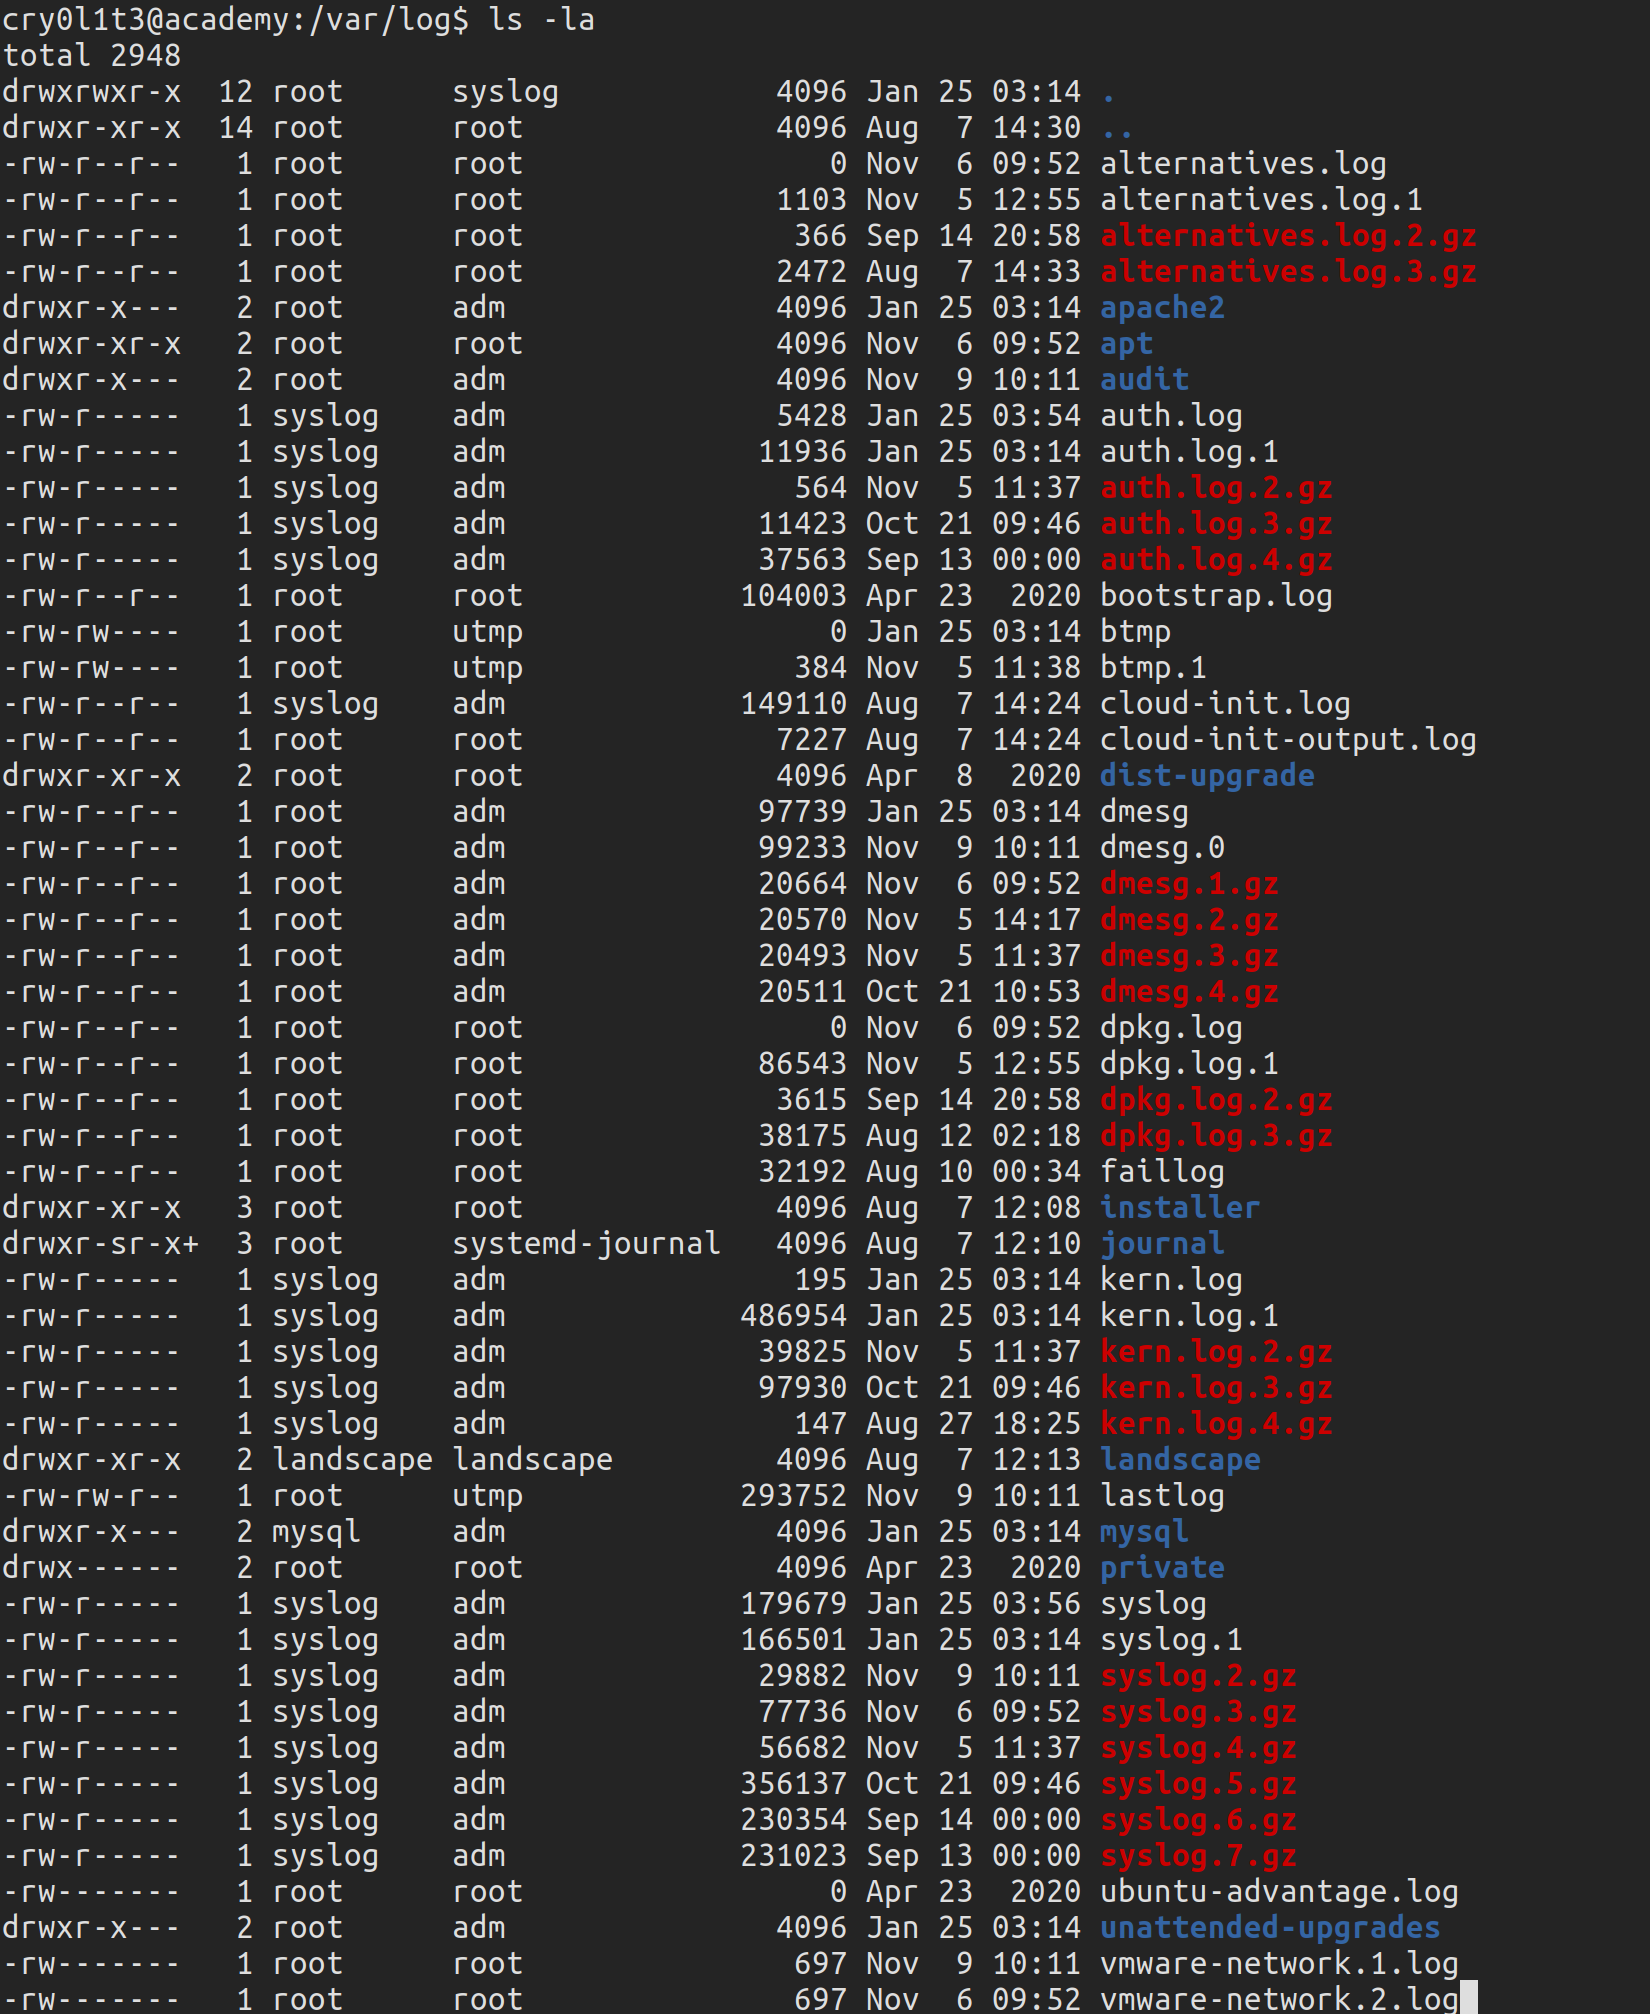 cry0l1t3@academy:/var/log$ ls -la
total 2948
drwxrwxr-x  12 root      syslog            4096 Jan 25 03:14 .
drwxr-xr-x  14 root      root              4096 Aug  7 14:30 ..
-rw-r--r--   1 root      root                 0 Nov  6 09:52 alternatives.log
-rw-r--r--   1 root      root              1103 Nov  5 12:55 alternatives.log.1
-rw-r--r--   1 root      root               366 Sep 14 20:58 alternatives.log.2.gz
-rw-r--r--   1 root      root              2472 Aug  7 14:33 alternatives.log.3.gz
drwxr-x---   2 root      adm               4096 Jan 25 03:14 apache2
drwxr-xr-x   2 root      root              4096 Nov  6 09:52 apt
drwxr-x---   2 root      adm               4096 Nov  9 10:11 audit
-rw-r-----   1 syslog    adm               5428 Jan 25 03:54 auth.log
-rw-r-----   1 syslog    adm              11936 Jan 25 03:14 auth.log.1
-rw-r-----   1 syslog    adm                564 Nov  5 11:37 auth.log.2.gz
-rw-r-----   1 syslog    adm              11423 Oct 21 09:46 auth.log.3.gz
-rw-r-----   1 syslog    adm              37563 Sep 13 00:00 auth.log.4.gz
-rw-r--r--   1 root      root            104003 Apr 23  2020 bootstrap.log
-rw-rw----   1 root      utmp                 0 Jan 25 03:14 btmp
-rw-rw----   1 root      utmp               384 Nov  5 11:38 btmp.1
-rw-r--r--   1 syslog    adm             149110 Aug  7 14:24 cloud-init.log
-rw-r--r--   1 root      root              7227 Aug  7 14:24 cloud-init-output.log
drwxr-xr-x   2 root      root              4096 Apr  8  2020 dist-upgrade
-rw-r--r--   1 root      adm              97739 Jan 25 03:14 dmesg
-rw-r--r--   1 root      adm              99233 Nov  9 10:11 dmesg.0
-rw-r--r--   1 root      adm              20664 Nov  6 09:52 dmesg.1.gz
-rw-r--r--   1 root      adm              20570 Nov  5 14:17 dmesg.2.gz
-rw-r--r--   1 root      adm              20493 Nov  5 11:37 dmesg.3.gz
-rw-r--r--   1 root      adm              20511 Oct 21 10:53 dmesg.4.gz
-rw-r--r--   1 root      root                 0 Nov  6 09:52 dpkg.log
-rw-r--r--   1 root      root             86543 Nov  5 12:55 dpkg.log.1
-rw-r--r--   1 root      root              3615 Sep 14 20:58 dpkg.log.2.gz
-rw-r--r--   1 root      root             38175 Aug 12 02:18 dpkg.log.3.gz
-rw-r--r--   1 root      root             32192 Aug 10 00:34 faillog
drwxr-xr-x   3 root      root              4096 Aug  7 12:08 installer
drwxr-sr-x+  3 root      systemd-journal   4096 Aug  7 12:10 journal
-rw-r-----   1 syslog    adm                195 Jan 25 03:14 kern.log
-rw-r-----   1 syslog    adm             486954 Jan 25 03:14 kern.log.1
-rw-r-----   1 syslog    adm              39825 Nov  5 11:37 kern.log.2.gz
-rw-r-----   1 syslog    adm              97930 Oct 21 09:46 kern.log.3.gz
-rw-r-----   1 syslog    adm                147 Aug 27 18:25 kern.log.4.gz
drwxr-xr-x   2 landscape landscape         4096 Aug  7 12:13 landscape
-rw-rw-r--   1 root      utmp            293752 Nov  9 10:11 lastlog
drwxr-x---   2 mysql     adm               4096 Jan 25 03:14 mysql
drwx------   2 root      root              4096 Apr 23  2020 private
-rw-r-----   1 syslog    adm             179679 Jan 25 03:56 syslog
-rw-r-----   1 syslog    adm             166501 Jan 25 03:14 syslog.1
-rw-r-----   1 syslog    adm              29882 Nov  9 10:11 syslog.2.gz
-rw-r-----   1 syslog    adm              77736 Nov  6 09:52 syslog.3.gz
-rw-r-----   1 syslog    adm              56682 Nov  5 11:37 syslog.4.gz
-rw-r-----   1 syslog    adm             356137 Oct 21 09:46 syslog.5.gz
-rw-r-----   1 syslog    adm             230354 Sep 14 00:00 syslog.6.gz
-rw-r-----   1 syslog    adm             231023 Sep 13 00:00 syslog.7.gz
-rw-------   1 root      root                 0 Apr 23  2020 ubuntu-advantage.log
drwxr-x---   2 root      adm               4096 Jan 25 03:14 unattended-upgrades
-rw-------   1 root      root               697 Nov  9 10:11 vmware-network.1.log
-rw-------   1 root      root               697 Nov  6 09:52 vmware-network.2.log